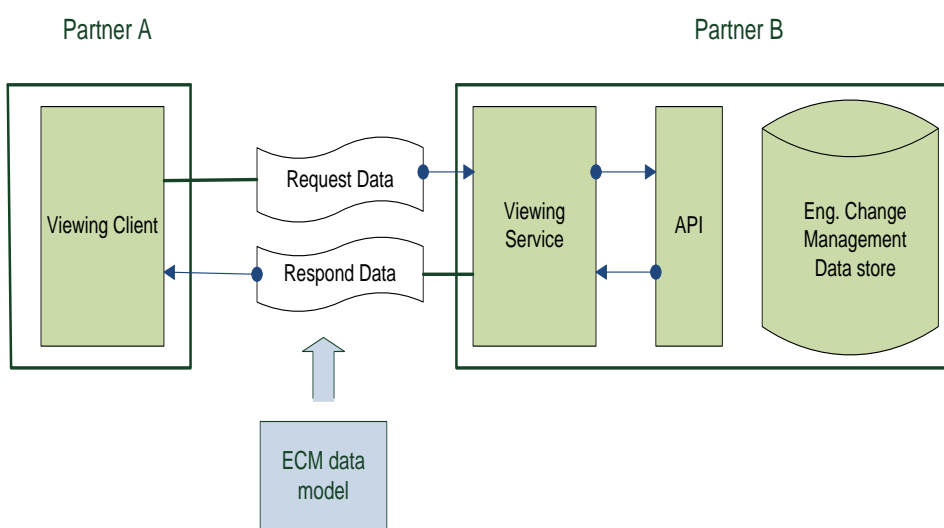 Partner A
Partner B
Request Data
Viewing Client
Viewing
Service
API
Eng. Change
Management
Data store
Respond Data
ECM data
model